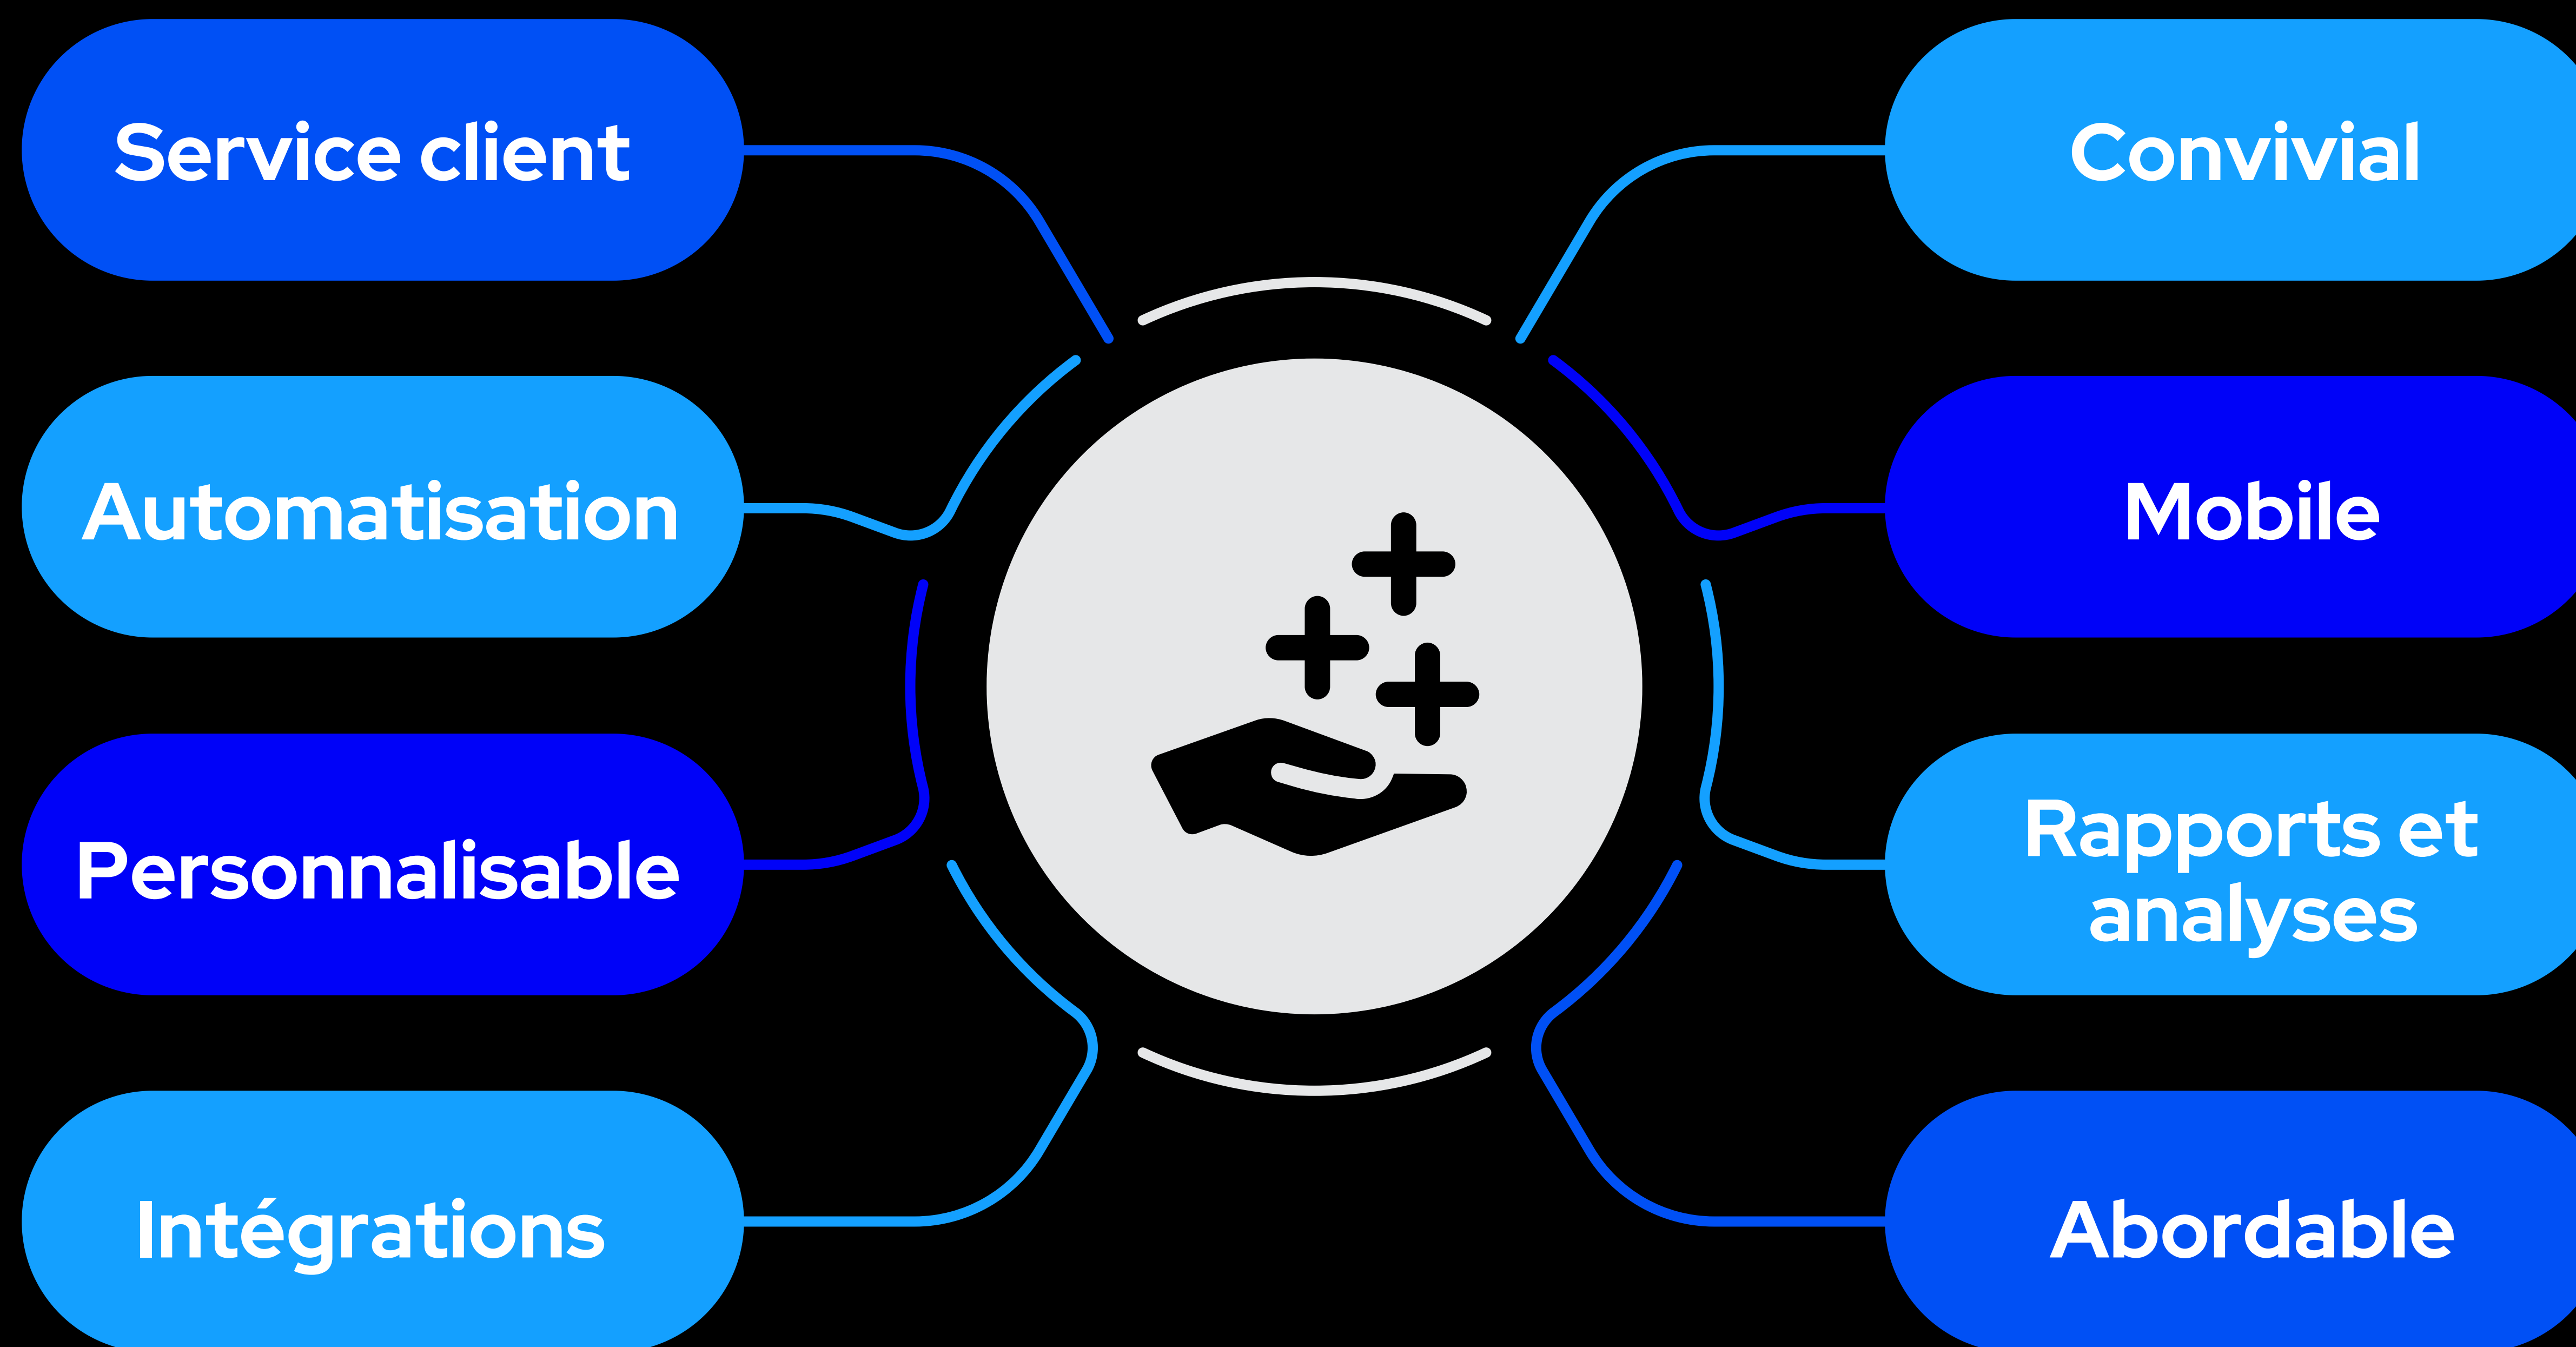 Service client
Convivial
Automatisation
Mobile
Personnalisable
Rapports et
analyses
Intégrations
Abordable